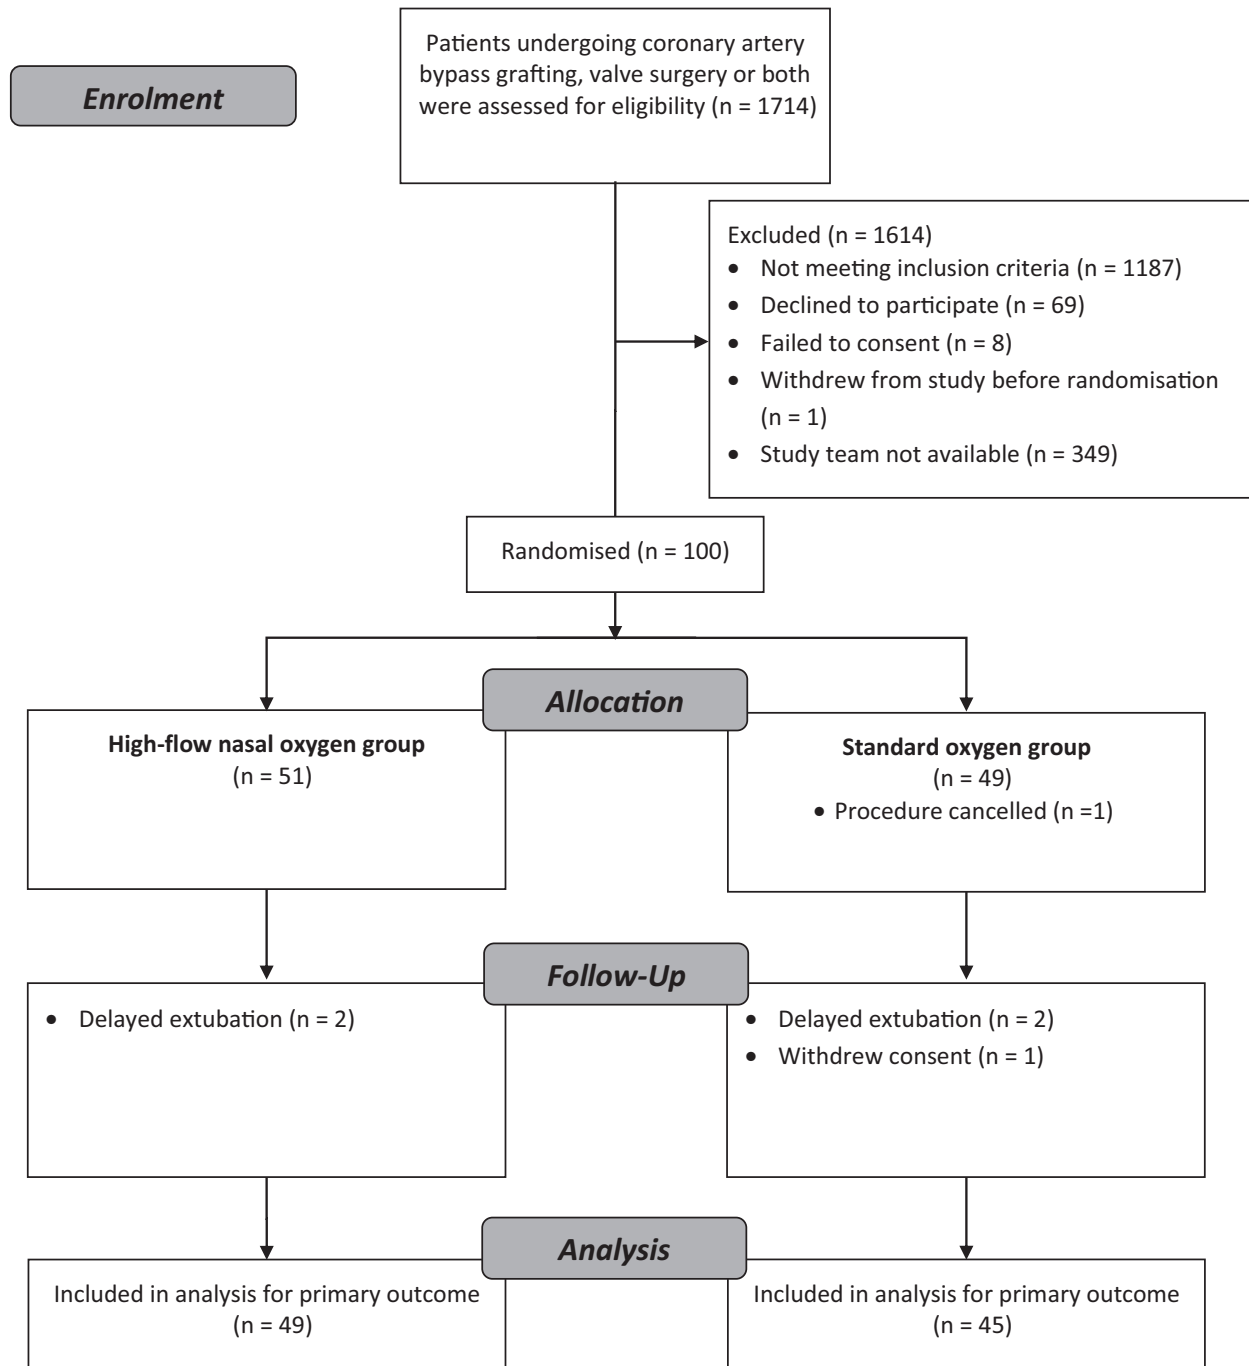 Enrolment
Patients undergoing coronary artery
bypass grafting, valve surgery or both
were assessed for eligibility (n = 1714)
Excluded (n = 1614)
• Not meeting inclusion criteria (n = 1187)
• Declined to participate (n = 69)
• Failed to consent (n = 8)
• Withdrew from study before randomisation
(n = 1)
• Study team not available (n = 349)
Randomised (n = 100)
Allocation
High-flow nasal oxygen group
(n = 51)
Standard oxygen group
(n = 49)
• Procedure cancelled (n =1)
Follow-Up
• Delayed extubation (n = 2)
• Delayed extubation (n = 2)
• Withdrew consent (n = 1)
Analysis
Included in analysis for primary outcome
(n = 49)
Included in analysis for primary outcome
(n = 45)